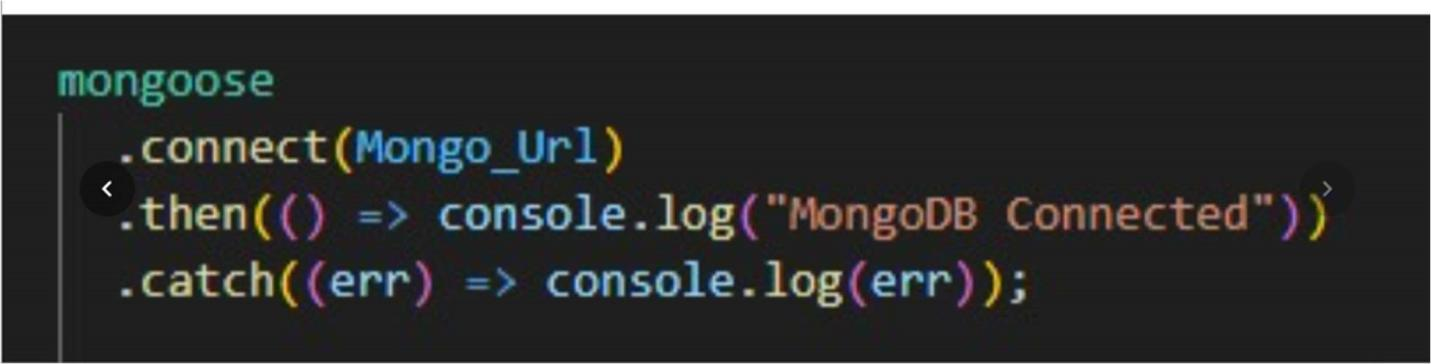 mongoose
.connect(Mongo_Url)
.then(() => console.log("MongoDB Connected"))
.catch((err) => console.log(err));